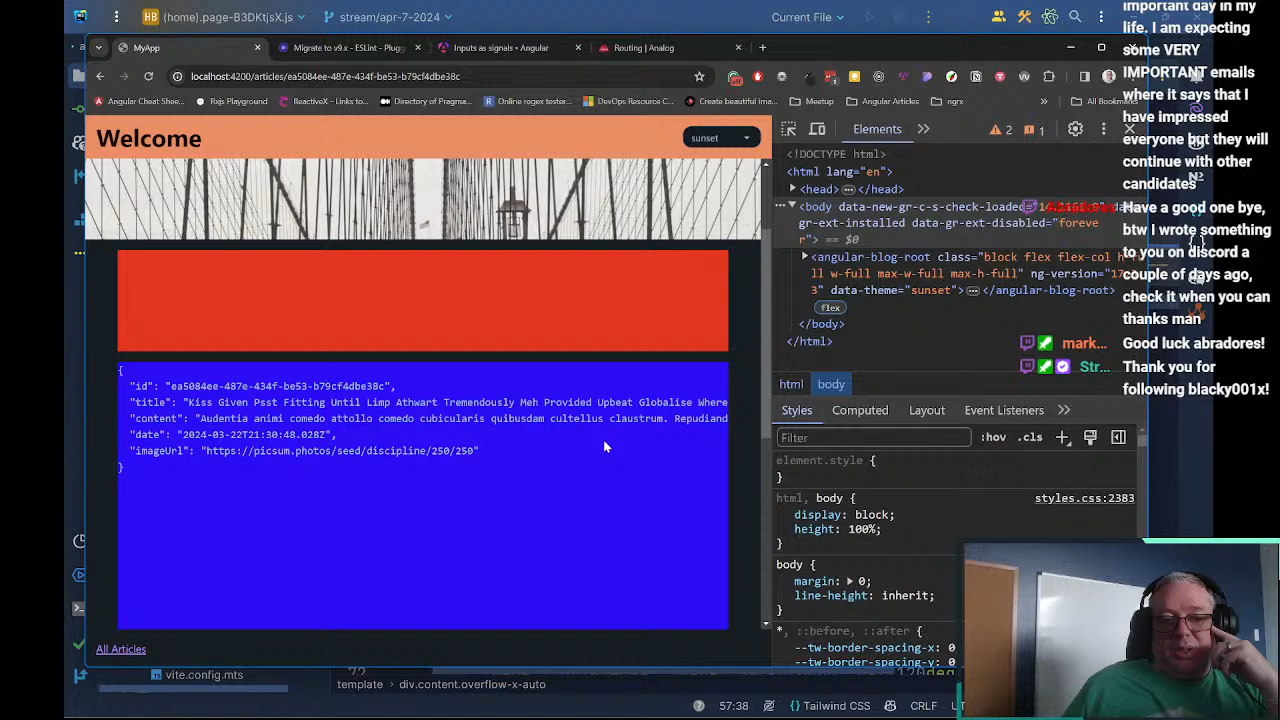 HB (home).page-B3DKtjsX.js
stream/apr-7-2024
Current File
MyApp
Migrate to v9.x - ESLint - Plugg
Inputs as signals • Angular
Routing | Analog
localhost:4200/articles/ea5084ee-487e-434f-be53-b79cf4dbe38c
Angular Cheat Shee...
Rxjs Playground
ReactiveX - Links to...
Directory of Pragma...
Online regex tester...
DevOps Resource C...
Create beautiful ima...
Meetup
Angular Articles
ngrx
All Bookmarks
Welcome
sunset
{
"id": "ea5084ee-487e-434f-be53-b79cf4dbe38c",
"title": "Kiss Given Psst Fitting Until Limp Athwart Tremendously Meh Provided Upbeat Globalise Where
"content": "Audentia animi comedo attollo comedo cubicularis quibusdam cultellus claustrum. Repudiand
"date": "2024-03-22T21:30:48.028Z",
"imageUrl": "https://picsum.photos/seed/discipline/250/250"
}
All Articles
Elements
2
1
<!DOCTYPE html>
<html lang="en">
<head> </head>
<body data-new-gr-c-s-check-loade
gr-ext-installed data-gr-ext-disabled="foreve
r"> == $0
<angular-blog-root class="block flex flex-col h-
ll w-full max-w-full max-h-full" ng-version="17
3" data-theme="sunset"> </angular-blog-root>
flex
</body>
</html>
html
body
Styles
Computed
Layout
Event Listeners
Filter
:hov
.cls
element.style {
}
html, body {
styles.css:2383
display: block;
height: 100%;
}
body {
margin: 0;
line-height: inherit;
}
*, ::before, ::after {
--tw-border-spacing-x: 0
--tw-border-spacing-y: 0
vite.config.mts
72
120deg
template
div.content.overflow-x-auto
57:38
Tailwind CSS
CRLF
important day in my
life. I am expecting
some VERY
IMPORTANT emails
where it says that I
have impressed
everyone but they will
continue with other
candidates
Abradores
Have a good one bye,
btw I wrote something
to you on discord a
couple of days ago,
check it when you can
thanks man
mark...
Good luck abradores!
Str...
Thank you for
following blacky001x!